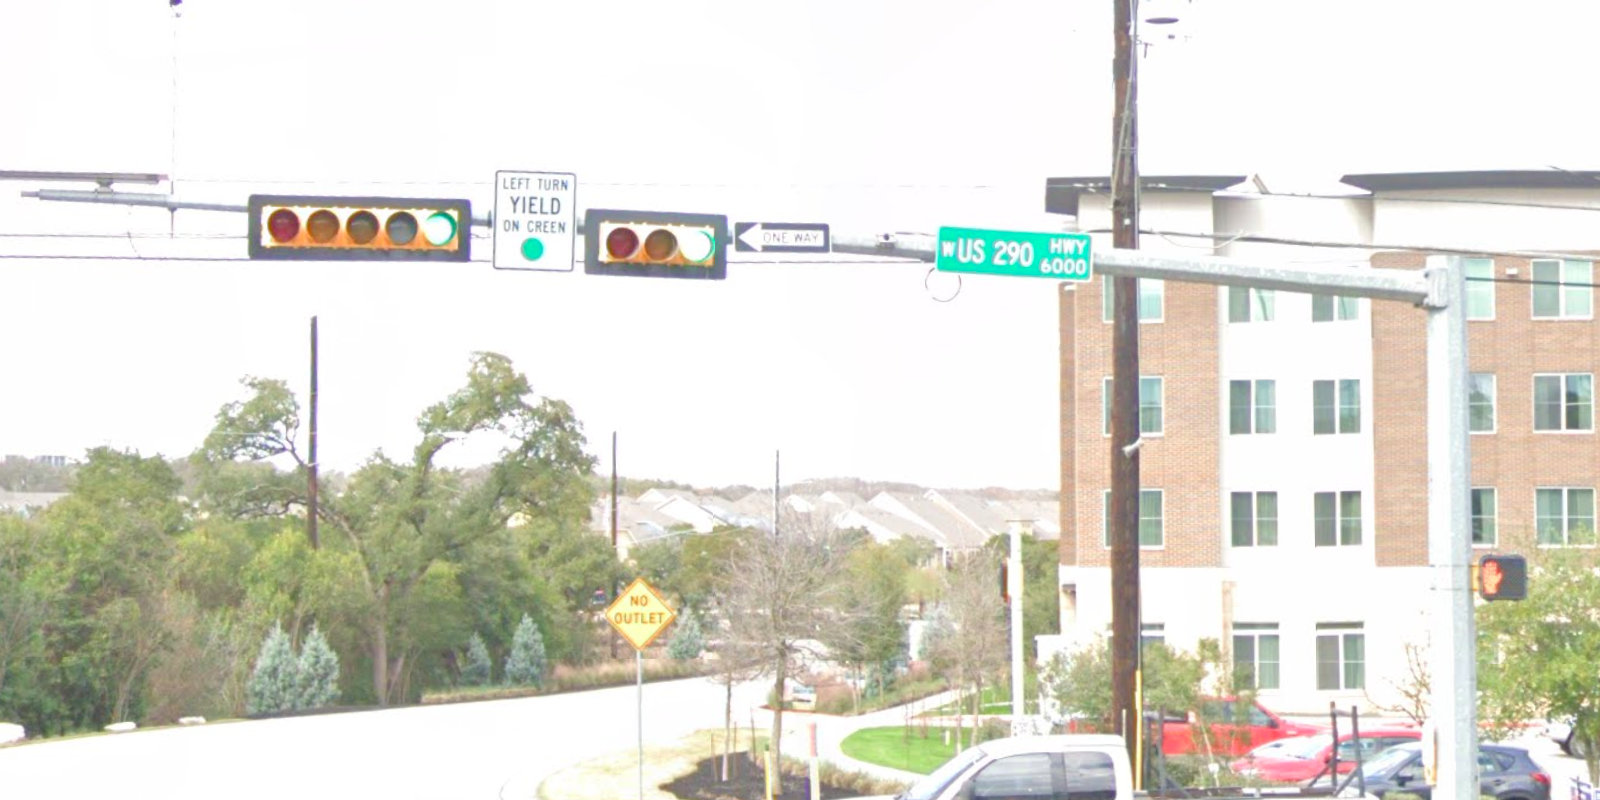 LEFT TURN
YIELD
ON GREEN
ONE WAY
W US 290 HWY
6000
NO
OUTLET